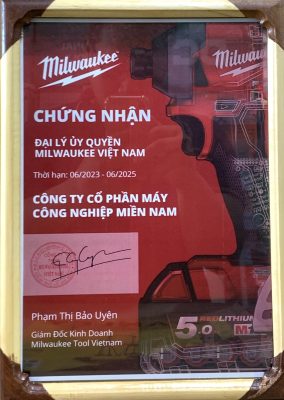 Milwaukee
Milwaukee
CHỨNG NHẬN
ĐẠI LÝ ỦY QUYỀN
MILWAUKEE VIỆT NAM
Thời hạn: 06/2023 - 06/2025
CÔNG TY CỔ PHẦN MÁY
CÔNG NGHIỆP MIỀN NAM
Phạm Thị Bảo Uyên
Giám Đốc Kinh Doanh
Milwaukee Tool Vietnam
REDLITHIUM
5.0